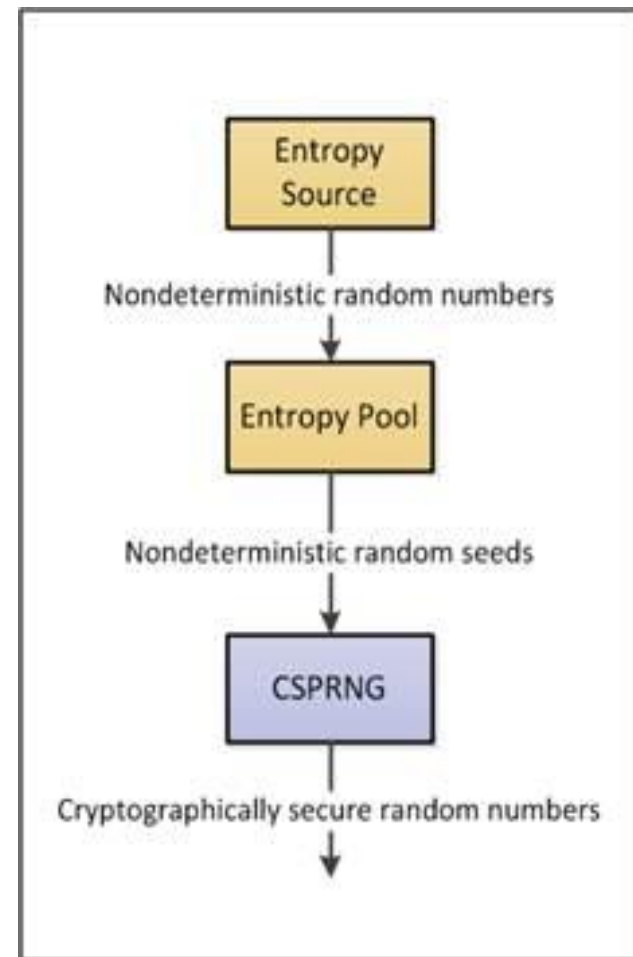 Entropy
Source
Nondeterministic random numbers
Entropy Pool
Nondeterministic random seeds
CSPRNG
Cryptographically secure random numbers